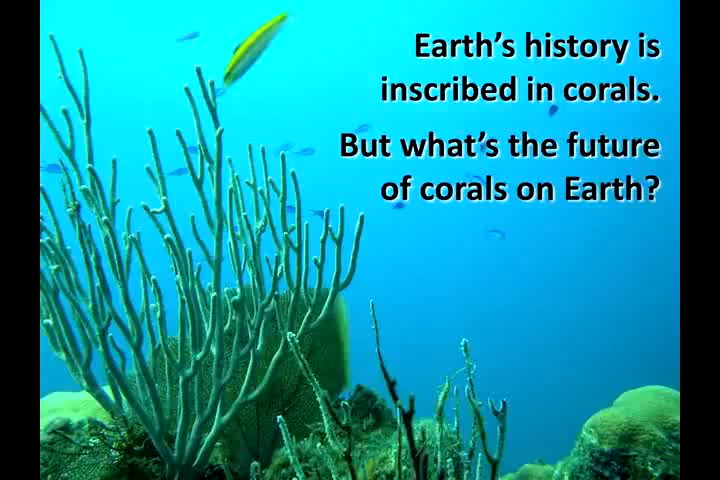 Earth’s history is
inscribed in corals.
But what’s the future
of corals on Earth?